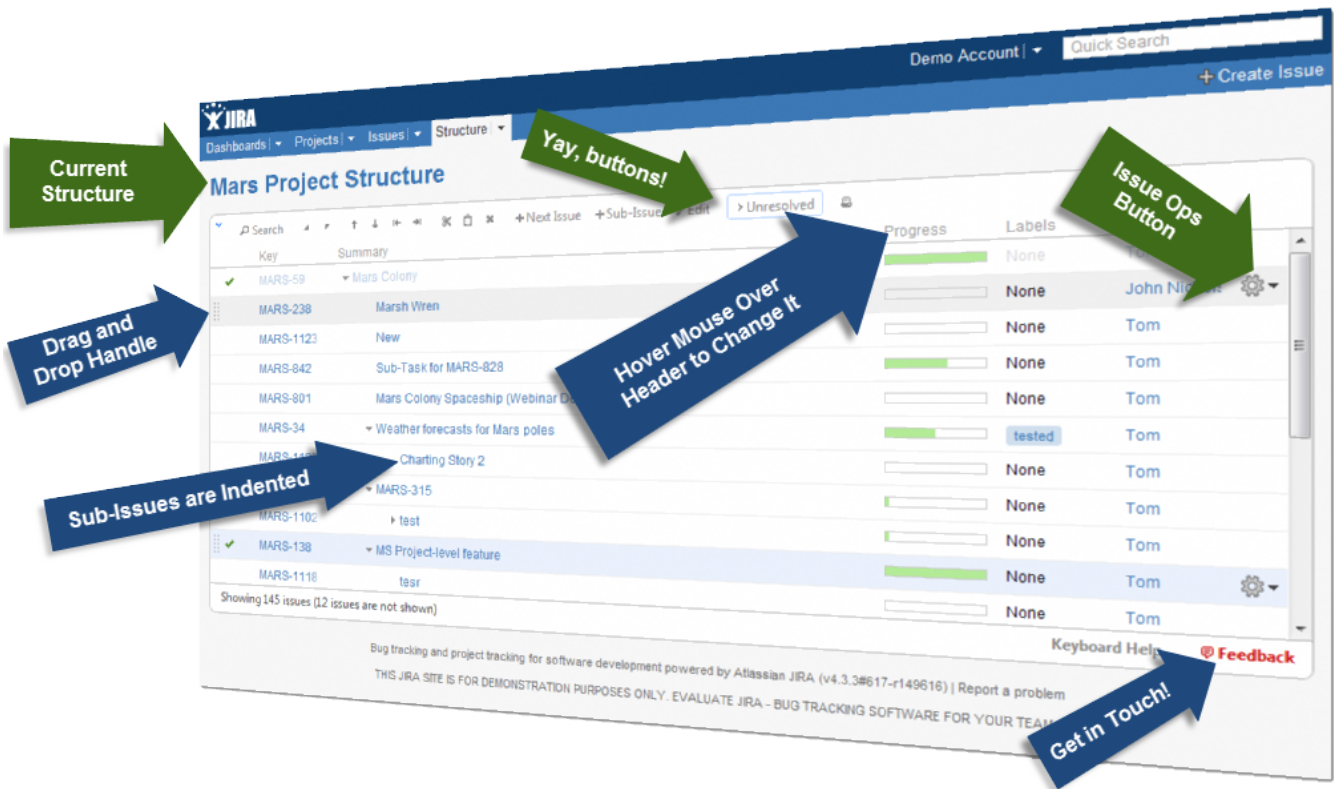 Demo Account
Quick Search
Create Issue
JIRA
Dashboards Projects Issues Structure
Current
Structure
Mars Project Structure
Yay, buttons!
Issue Ops
Button
Search
+Next Issue +Sub-Issue Edit
Unresolved
Progress Labels
Key Summary
MARS-59 Mars Colony None
MARS-238 Marsh Wren None John
MARS-1123 New None Tom
MARS-842 Sub-Task for MARS-828 None Tom
MARS-801 Mars Colony Spaceship (Webinar None Tom
MARS-34 Weather forecasts for Mars poles tested Tom
Charting Story 2 None Tom
MARS-315 None Tom
MARS-1102 test None Tom
MARS-138 MS Project-level feature None Tom
MARS-1118 tesr None Tom
Drag and
Drop Handle
Hover Mouse Over
Header to Change It
Sub-Issues are Indented
Showing 145 issues (12 issues are not shown)
Keyboard Help
Feedback
Get in Touch!
Bug tracking and project tracking for software development powered by Atlassian JIRA (v4.3.3#617-r149616) | Report a problem
THIS JIRA SITE IS FOR DEMONSTRATION PURPOSES ONLY. EVALUATE JIRA - BUG TRACKING SOFTWARE FOR YOUR TEAM